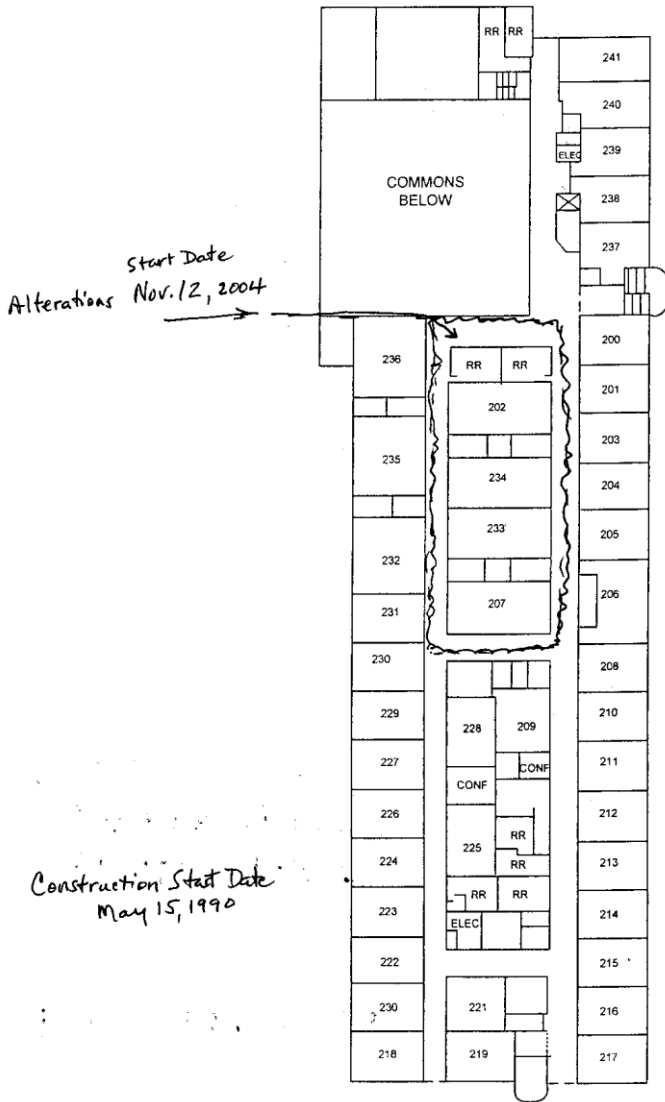 RR RR
241
240
ELEC
239
COMMONS
BELOW
238
237
Start Date
Alterations Nov. 12, 2004
236
RR RR
200
202
201
235
234
203
204
233
205
232
207
206
231
230
208
229
228
209
210
227
CONF
CONF
211
226
225
RR
212
224
RR
213
Construction Start Date
May 15, 1990
223
RR RR
214
ELEC
222
215
230
221
216
218
219
217